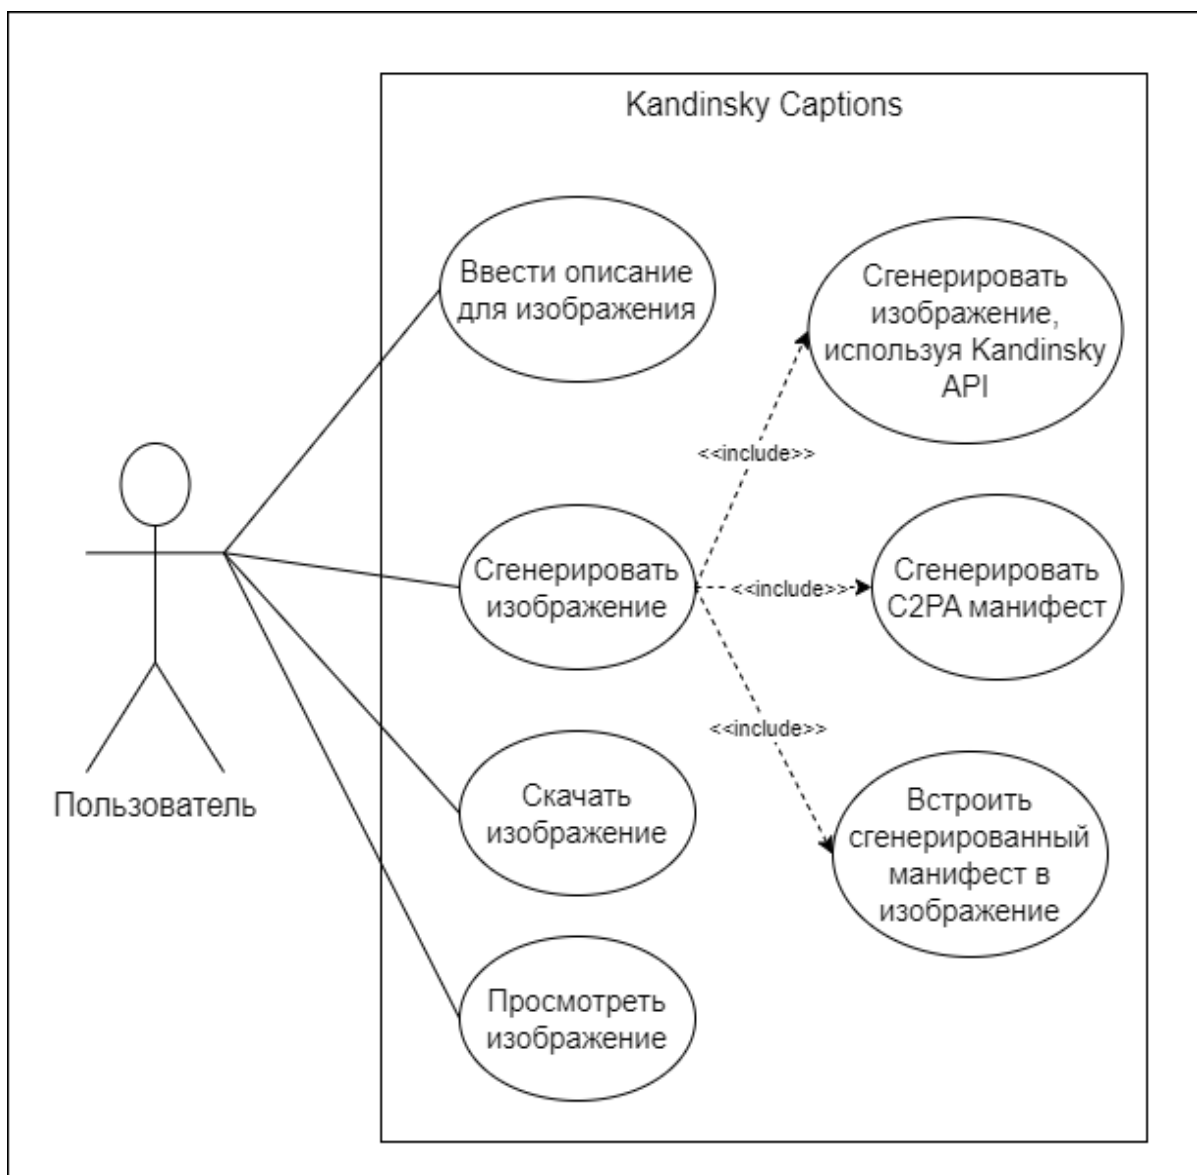 Kandinsky Captions
Ввести описание
для изображения
Сгенерировать
изображение,
используя Kandinsky
API
<<include>>
Сгенерировать
изображение
<<include>>
Сгенерировать
C2PA манифест
<<include>>
Скачать
изображение
Встроить
сгенерированный
манифест в
изображение
Пользователь
Просмотреть
изображение